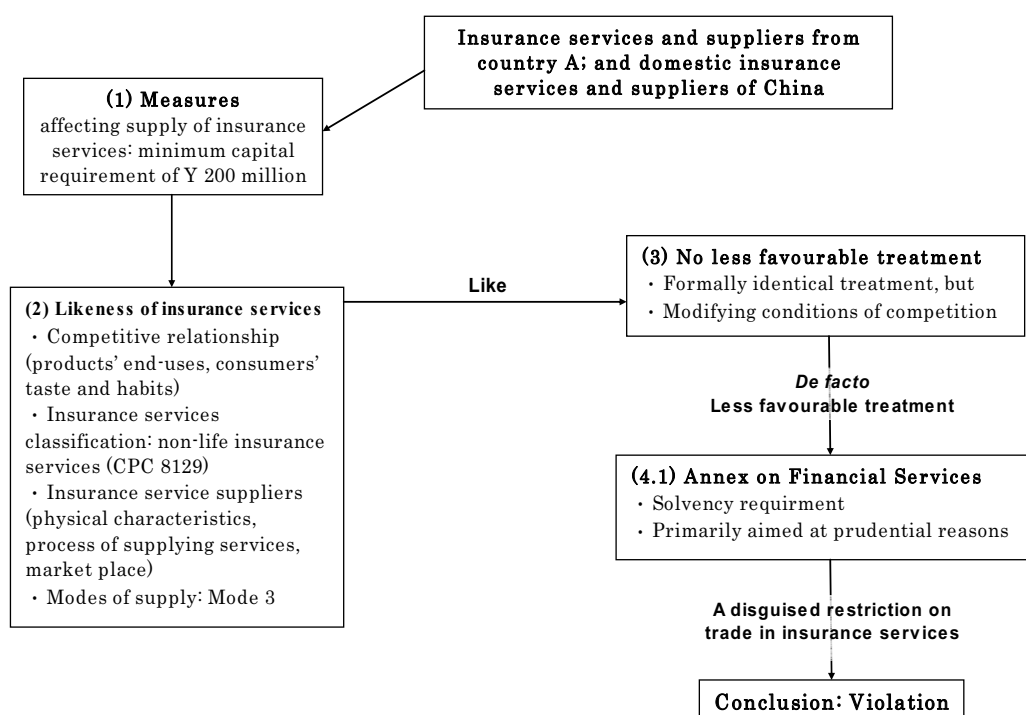 Insurance services and suppliers from
country A; and domestic insurance
services and suppliers of China
(1) Measures
affecting supply of insurance
services: minimum capital
requirement of Y 200 million
(2) Likeness of insurance services
・Competitive relationship
(products' end-uses, consumers'
taste and habits)
・Insurance services
classification: non-life insurance
services (CPC 8129)
・Insurance service suppliers
(physical characteristics,
process of supplying services,
market place)
・Modes of supply: Mode 3
Like
(3) No less favourable treatment
・Formally identical treatment, but
・Modifying conditions of competition
De facto
Less favourable treatment
(4.1) Annex on Financial Services
・Solvency requirment
・Primarily aimed at prudential reasons
A disguised restriction on
trade in insurance services
Conclusion: Violation